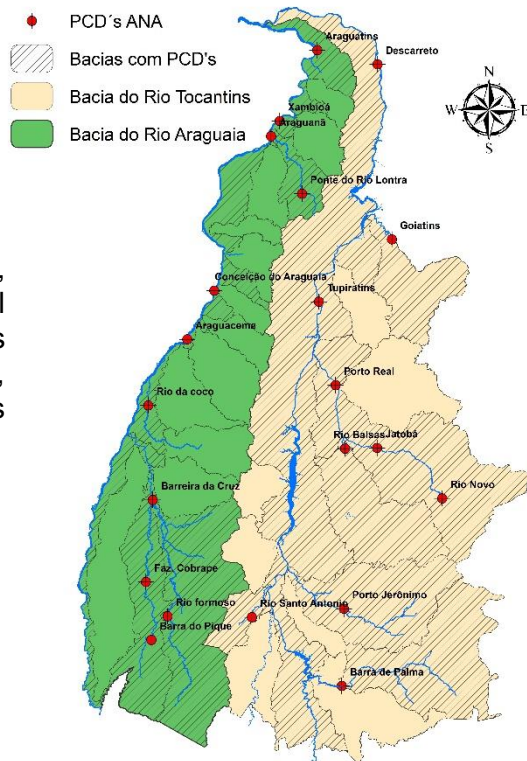 PCD´s ANA
Bacias com PCD's
Bacia do Rio Tocantins
Bacia do Rio Araguaia
N
W
E
S
,
l
s
,
s
Araguatins
Descarreto
Xambioá
Araguanã
Ponte do Rio Lontra
Goiatins
Conceição do Araguaia
Tupiratins
Araguacema
Porto Real
Rio da coco
Rio Balsas
Jatobá
Rio Novo
Barreira da Cruz
Faz. Cobrape
Rio formoso
Rio Santo Antonio
Porto Jerônimo
Barra do Pique
Barra de Palma